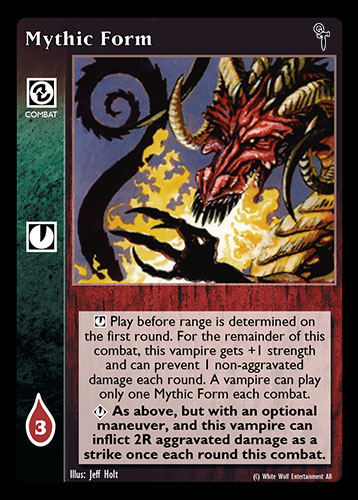 Mythic Form
COMBAT
Play before range is determined on
the first round. For the remainder of this
combat, this vampire gets +1 strength
and can prevent 1 non-aggravated
damage each round. A vampire can play
only one Mythic Form each combat.
As above, but with an optional
maneuver, and this vampire can
inflict 2R aggravated damage as a
strike once each round this combat.
3
Illus: Jeff Holt
(C) White Wolf Entertainment AB